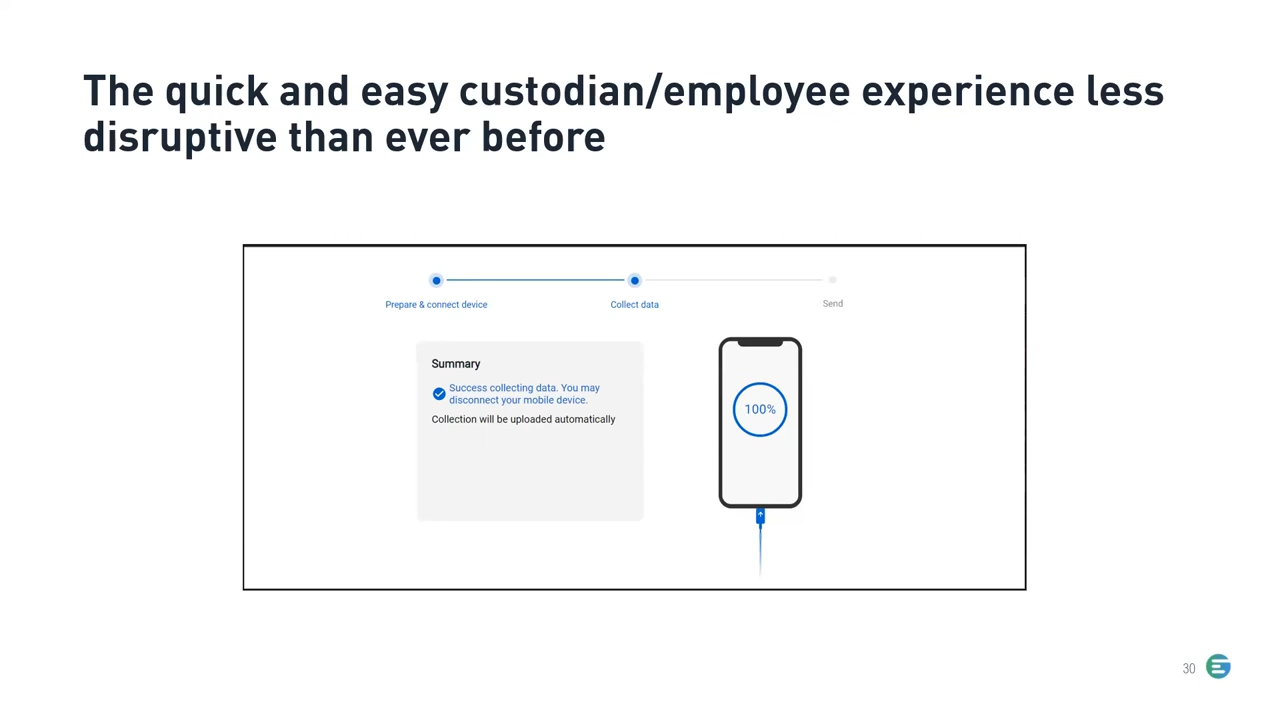 The quick and easy custodian/employee experience less
disruptive than ever before
Prepare & connect device
Collect data
Send
Summary
Success collecting data. You may
disconnect your mobile device.
Collection will be uploaded automatically
100%
30